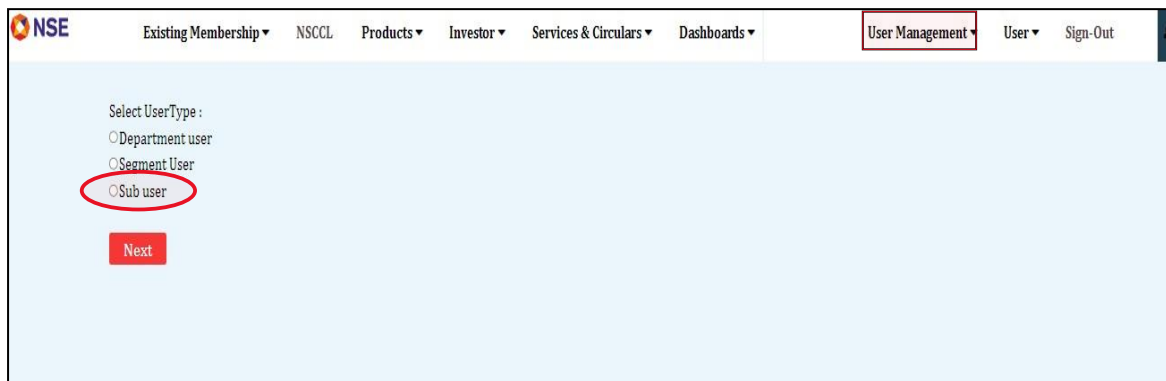 NSE Existing Membership▾ NSCCL Products▾ Investor▾ Services & Circulars▾ Dashboards▾ User Management▾ User▾ Sign-Out
Select UserType :
Department user
Segment User
Sub user
Next